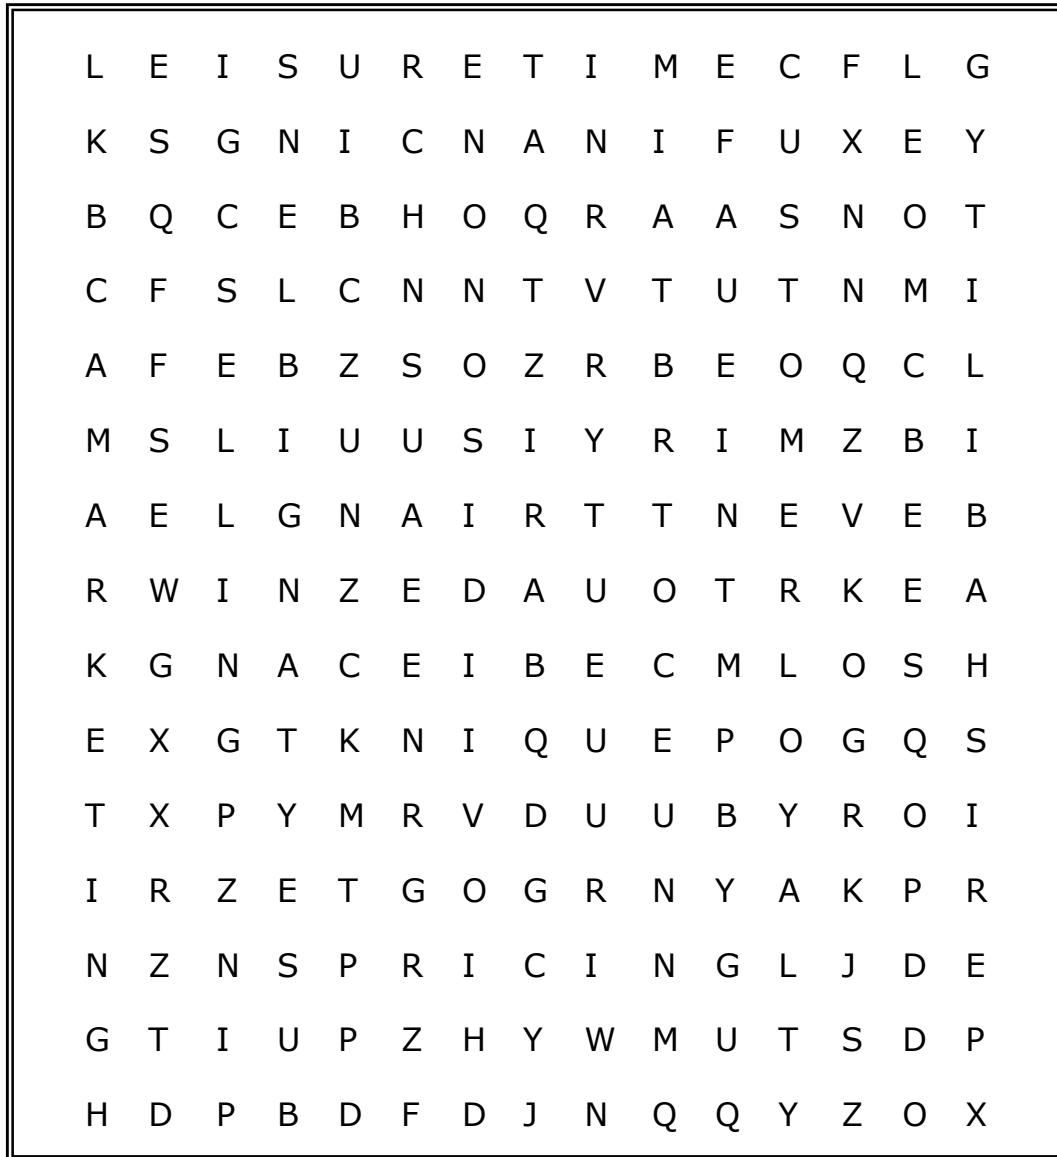 L E I S U R E T I M E C F L G
K S G N I C N A N I F U X E Y
B Q C E B H O Q R A A S N O T
C F S L C N N T V T U T N M I
A F E B Z S O Z R B E O Q C L
M S L I U U S I Y R I M Z B I
A E L G N A I R T T N E V E B
R W I N Z E D A U O T R K E A
K G N A C E I B E C M L O S H
E X G T K N I Q U E P O G Q S
T X P Y M R V D U U B Y R O I
I R Z E T G O G R N Y A K P R
N Z N S P R I C I N G L J D E
G T I U P Z H Y W M U T S D P
H D P B D F D J N Q Q Y Z O X